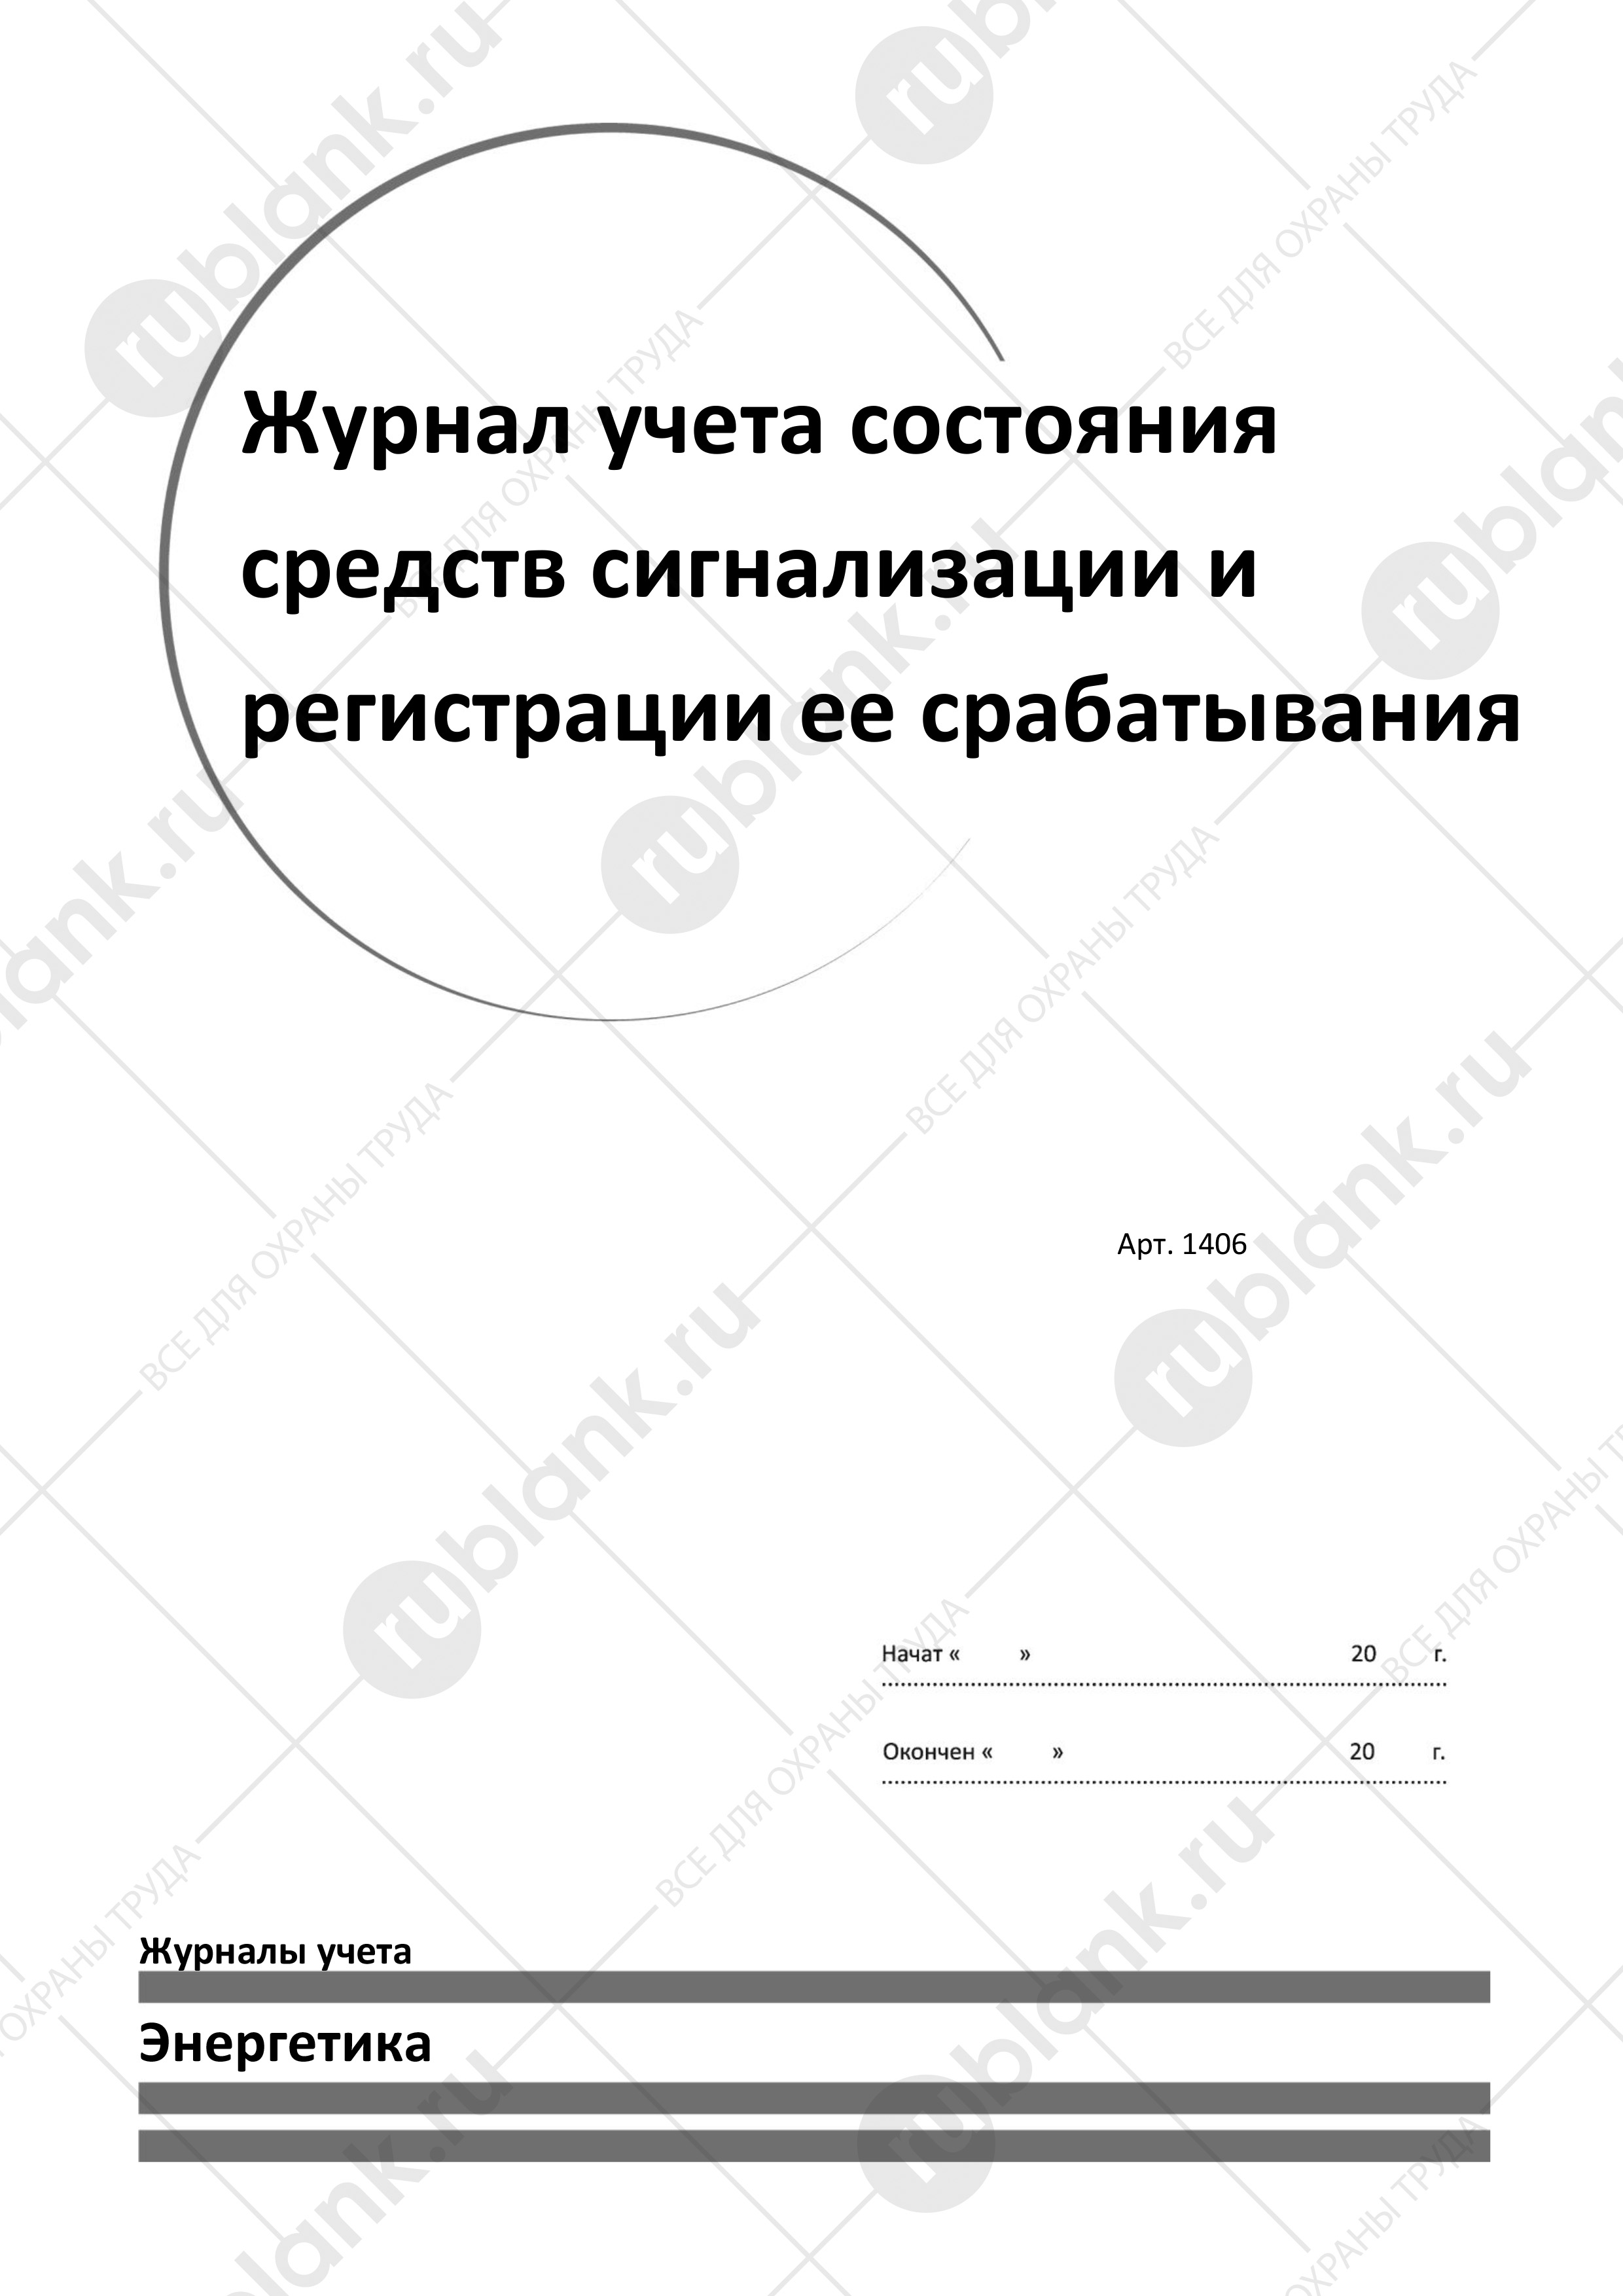 Журнал учета состояния
средств сигнализации и
регистрации ее срабатывания
Арт. 1406
Начат « » 20 г.
Окончен « » 20 г.
Журналы учета
Энергетика
rublank.ru
ВСЕ ДЛЯ ОХРАНЫ ТРУДА